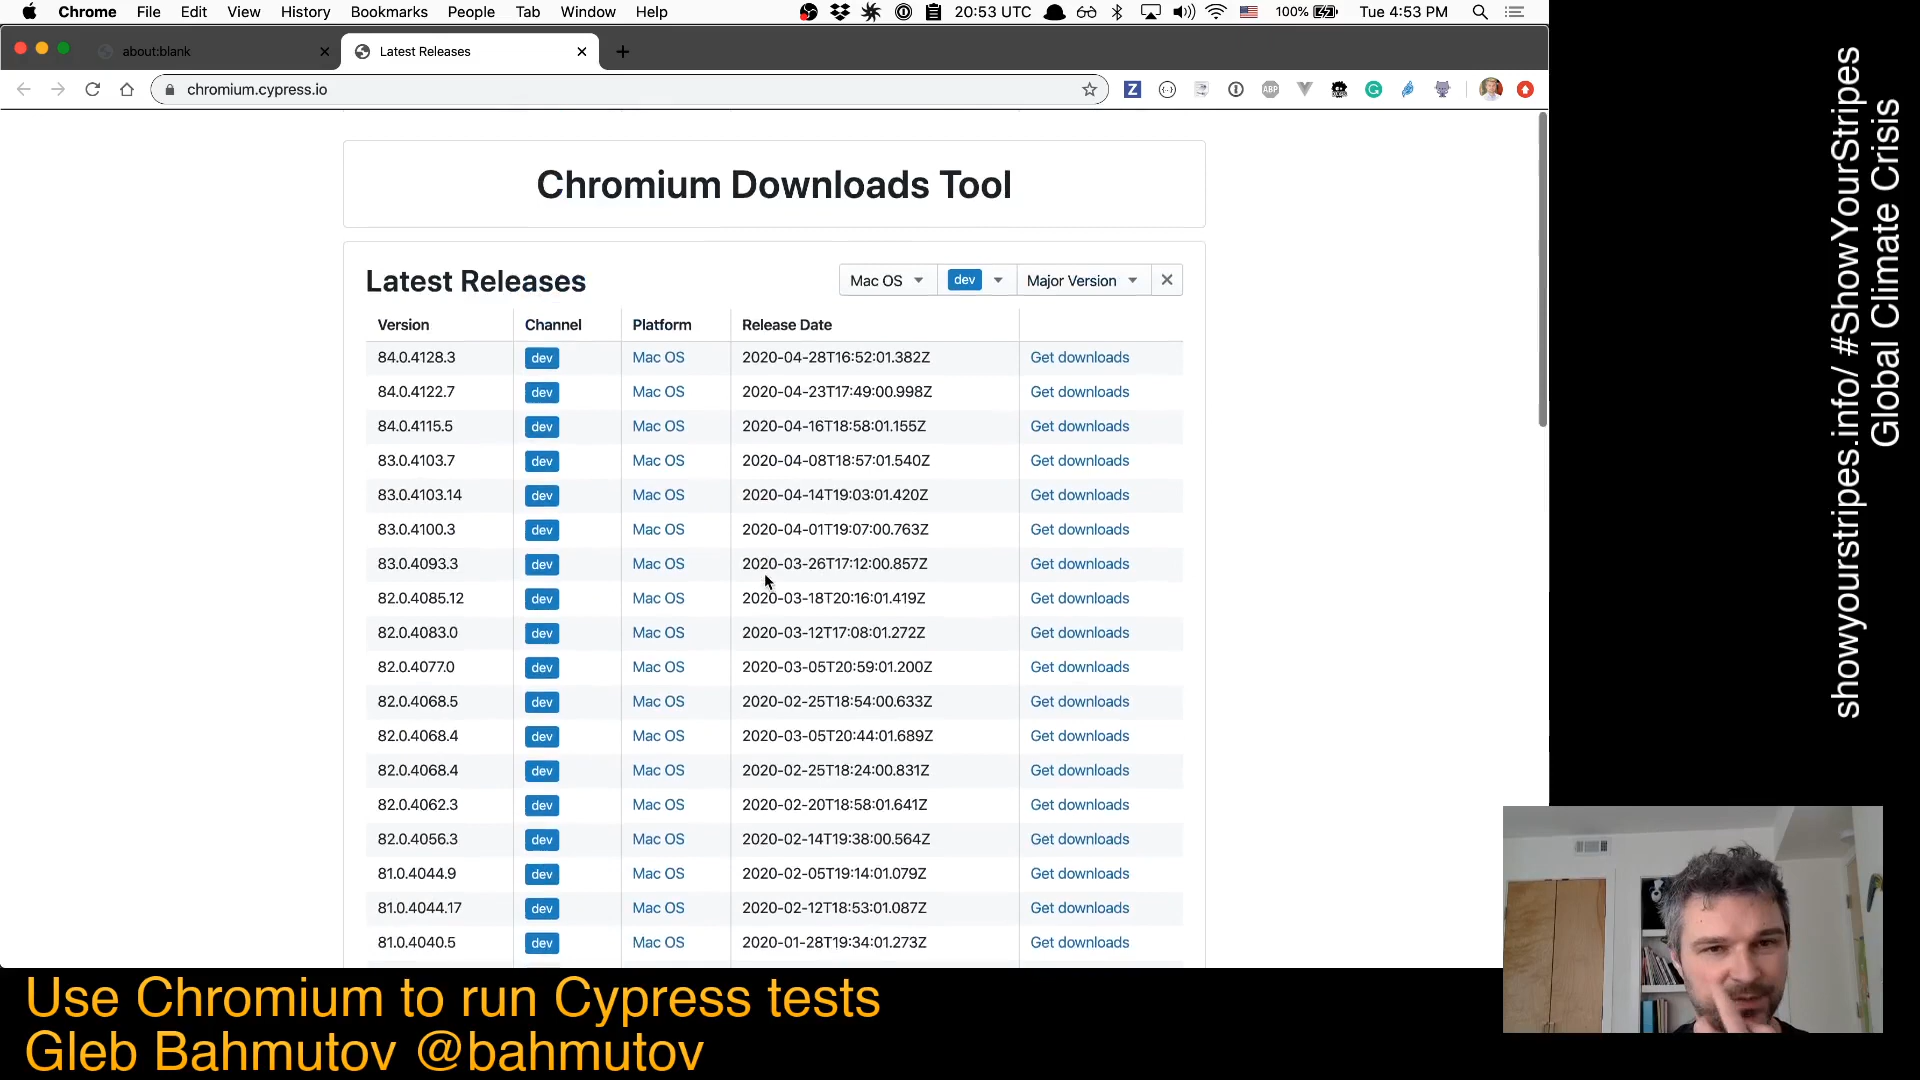 Chrome File Edit View History Bookmarks People Tab Window Help 20:53 UTC 100% Tue 4:53 PM
about:blank
Latest Releases
chromium.cypress.io
Z
ABP
Chromium Downloads Tool
Latest Releases
Mac OS dev Major Version
Version Channel Platform Release Date
84.0.4128.3 dev Mac OS 2020-04-28T16:52:01.382Z Get downloads
84.0.4122.7 dev Mac OS 2020-04-23T17:49:00.998Z Get downloads
84.0.4115.5 dev Mac OS 2020-04-16T18:58:01.155Z Get downloads
83.0.4103.7 dev Mac OS 2020-04-08T18:57:01.540Z Get downloads
83.0.4103.14 dev Mac OS 2020-04-14T19:03:01.420Z Get downloads
83.0.4100.3 dev Mac OS 2020-04-01T19:07:00.763Z Get downloads
83.0.4093.3 dev Mac OS 2020-03-26T17:12:00.857Z Get downloads
82.0.4085.12 dev Mac OS 2020-03-18T20:16:01.419Z Get downloads
82.0.4083.0 dev Mac OS 2020-03-12T17:08:01.272Z Get downloads
82.0.4077.0 dev Mac OS 2020-03-05T20:59:01.200Z Get downloads
82.0.4068.5 dev Mac OS 2020-02-25T18:54:00.633Z Get downloads
82.0.4068.4 dev Mac OS 2020-03-05T20:44:01.689Z Get downloads
82.0.4068.4 dev Mac OS 2020-02-25T18:24:00.831Z Get downloads
82.0.4062.3 dev Mac OS 2020-02-20T18:58:01.641Z Get downloads
82.0.4056.3 dev Mac OS 2020-02-14T19:38:00.564Z Get downloads
81.0.4044.9 dev Mac OS 2020-02-05T19:14:01.079Z Get downloads
81.0.4044.17 dev Mac OS 2020-02-12T18:53:01.087Z Get downloads
81.0.4040.5 dev Mac OS 2020-01-28T19:34:01.273Z Get downloads
showyourstripes.info/ #ShowYourStripes
Global Climate Crisis
Use Chromium to run Cypress tests
Gleb Bahmutov @bahmutov